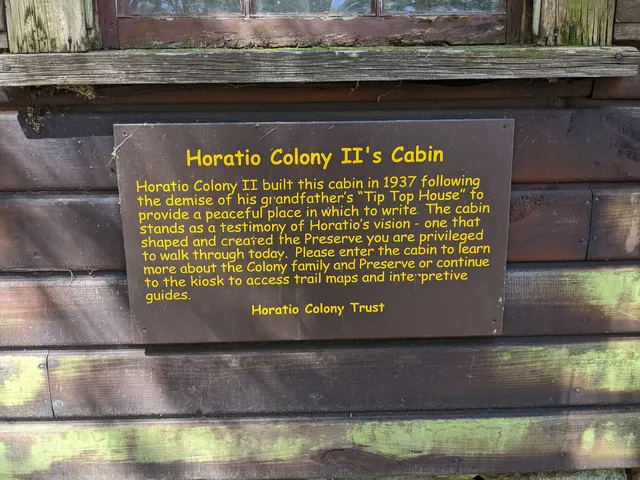 Horatio Colony II's Cabin
Horatio Colony II built this cabin in 1937 following
the demise of his grandfather's "Tip Top House" to
provide a peaceful place in which to write. The cabin
stands as a testimony of Horatio's vision - one that
shaped and created the Preserve you are privileged
to walk through today. Please enter the cabin to learn
more about the Colony family and Preserve or continue
to the kiosk to access trail maps and interpretive
guides.
Horatio Colony Trust